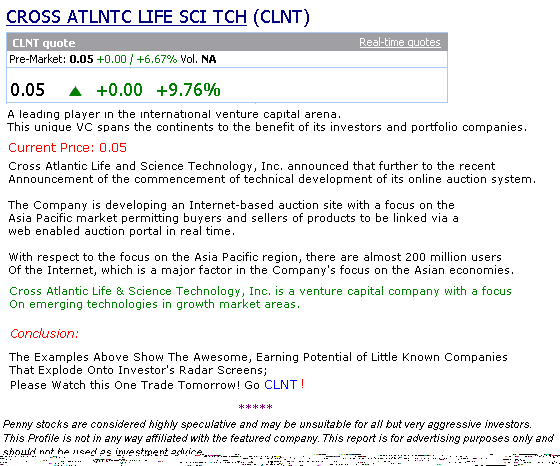 CROSS ATLNTC LIFE SCI TCH (CLNT)
CLNT quote Real-time quotes
Pre-Market: 0.05 +0.00 / +6.67% Vol. NA
0.05 ▲ +0.00 +9.76%
A leading player in the international venture capital arena.
This unique VC spans the continents to the benefit of its investors and portfolio companies.
Current Price: 0.05
Cross Atlantic Life and Science Technology, Inc. announced that further to the recent
Announcement of the commencement of technical development of its online auction system.
The Company is developing an Internet-based auction site with a focus on the
Asia Pacific market permitting buyers and sellers of products to be linked via a
web enabled auction portal in real time.
With respect to the focus on the Asia Pacific region, there are almost 200 million users
Of the Internet, which is a major factor in the Company's focus on the Asian economies.
Cross Atlantic Life & Science Technology, Inc. is a venture capital company with a focus
On emerging technologies in growth market areas.
Conclusion:
The Examples Above Show The Awesome, Earning Potential of Little Known Companies
That Explode Onto Investor's Radar Screens;
Please Watch this One Trade Tomorrow! Go CLNT !
*****
Penny stocks are considered highly speculative and may be unsuitable for all but very aggressive investors.
This Profile is not in any way affiliated with the featured company. This report is for advertising purposes only and
should not be used as investment advice.